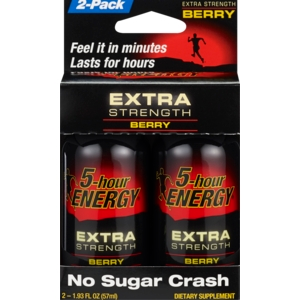 2-Pack
EXTRA STRENGTH
BERRY
Feel it in minutes
Lasts for hours
EXTRA
STRENGTH
BERRY
5-hour
ENERGY
EXTRA
STRENGTH
BERRY
5-hour
ENERGY
EXTRA
STRENGTH
BERRY
No Sugar Crash
2 – 1.93 FL OZ (57ml)
DIETARY SUPPLEMENT